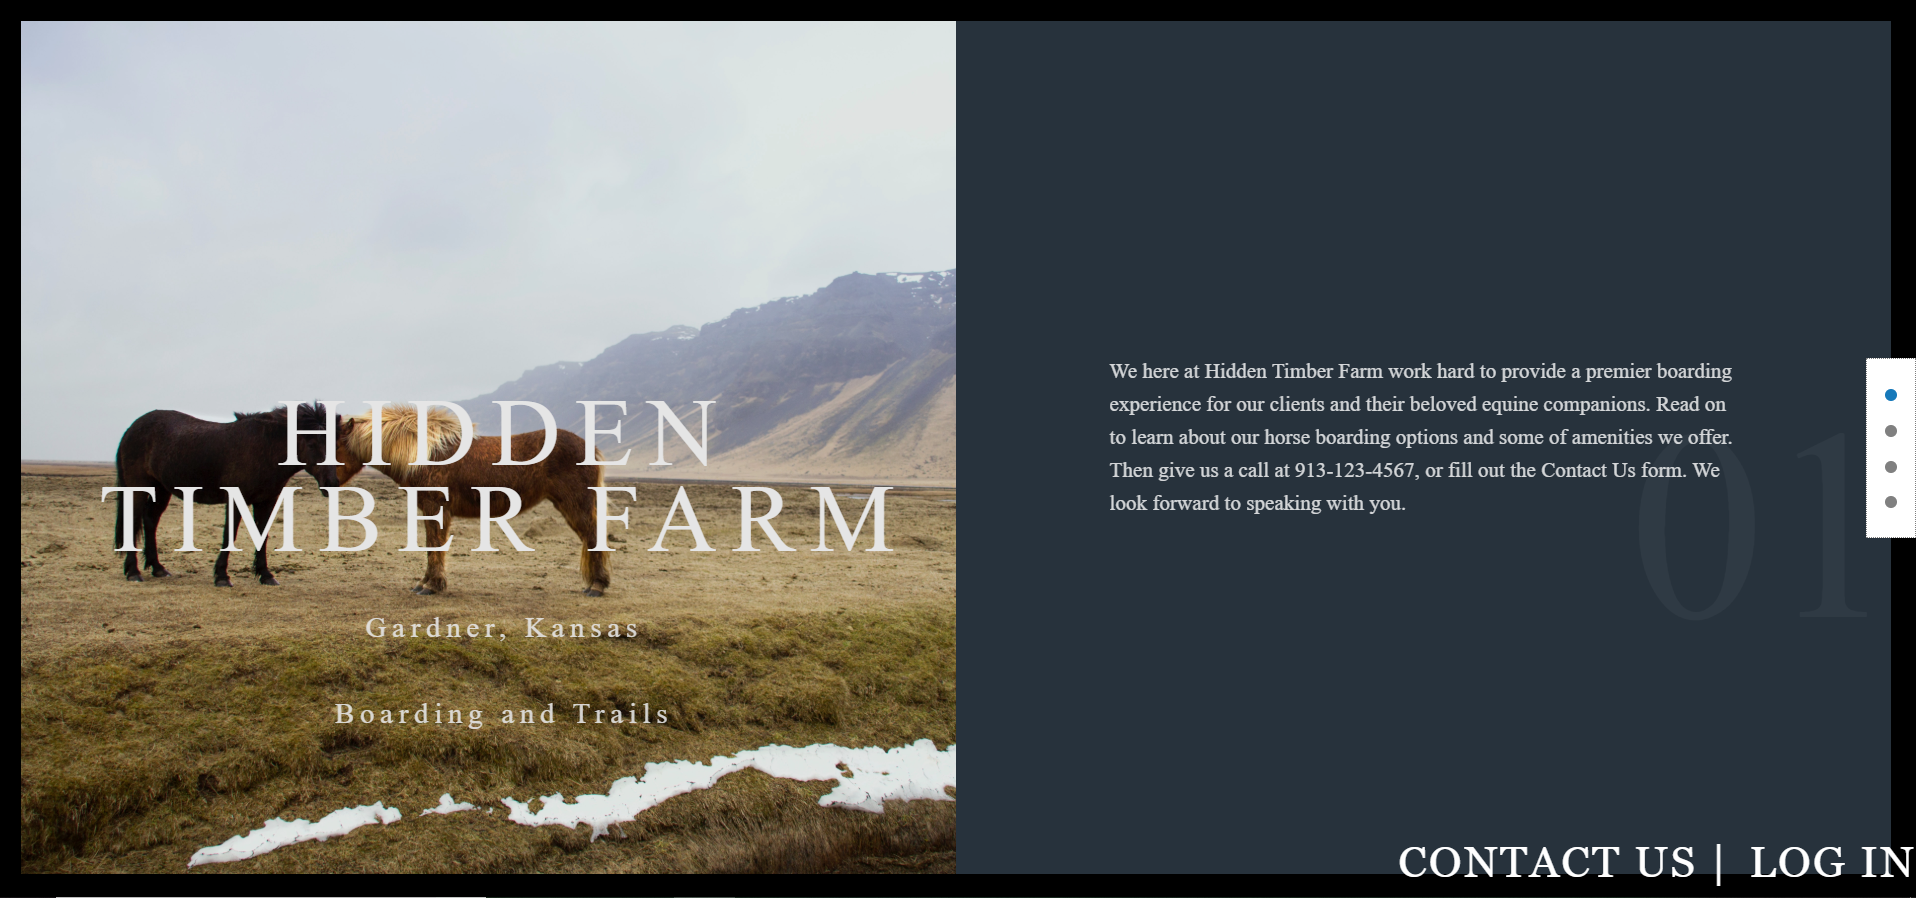 HIDDEN
TIMBER FARM
Gardner, Kansas
Boarding and Trails
We here at Hidden Timber Farm work hard to provide a premier boarding
experience for our clients and their beloved equine companions. Read on
to learn about our horse boarding options and some of amenities we offer.
Then give us a call at 913-123-4567, or fill out the Contact Us form. We
look forward to speaking with you.
01
CONTACT US | LOG IN